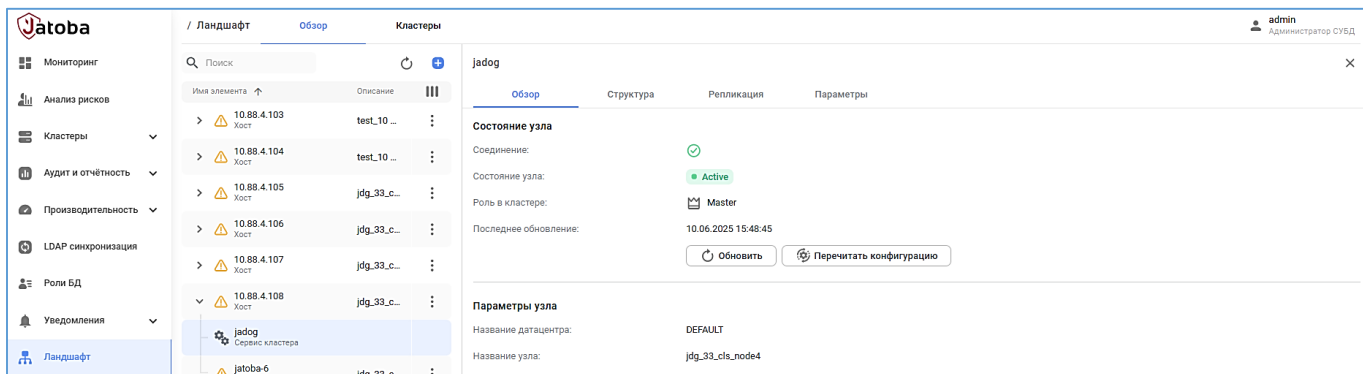 Jatoba
/ Ландшафт Обзор Кластеры
admin
Администратор СУБД
Мониторинг
Анализ рисков
Кластеры
Аудит и отчётность
Производительность
LDAP синхронизация
Роли БД
Уведомления
Ландшафт
Поиск
Имя элемента Описание
10.88.4.103 test_10 ...
Хост
10.88.4.104 test_10 ...
Хост
10.88.4.105 jdg_33_c...
Хост
10.88.4.106 jdg_33_c...
Хост
10.88.4.107 jdg_33_c...
Хост
10.88.4.108 jdg_33_c...
Хост
jadog
Сервис кластера
jatoba-6
jadog
Обзор Структура Репликация Параметры
Состояние узла
Соединение:
Состояние узла: Active
Роль в кластере: Master
Последнее обновление: 10.06.2025 15:48:45
Обновить Перечитать конфигурацию
Параметры узла
Название датацентра: DEFAULT
Название узла: jdg_33_cls_node4